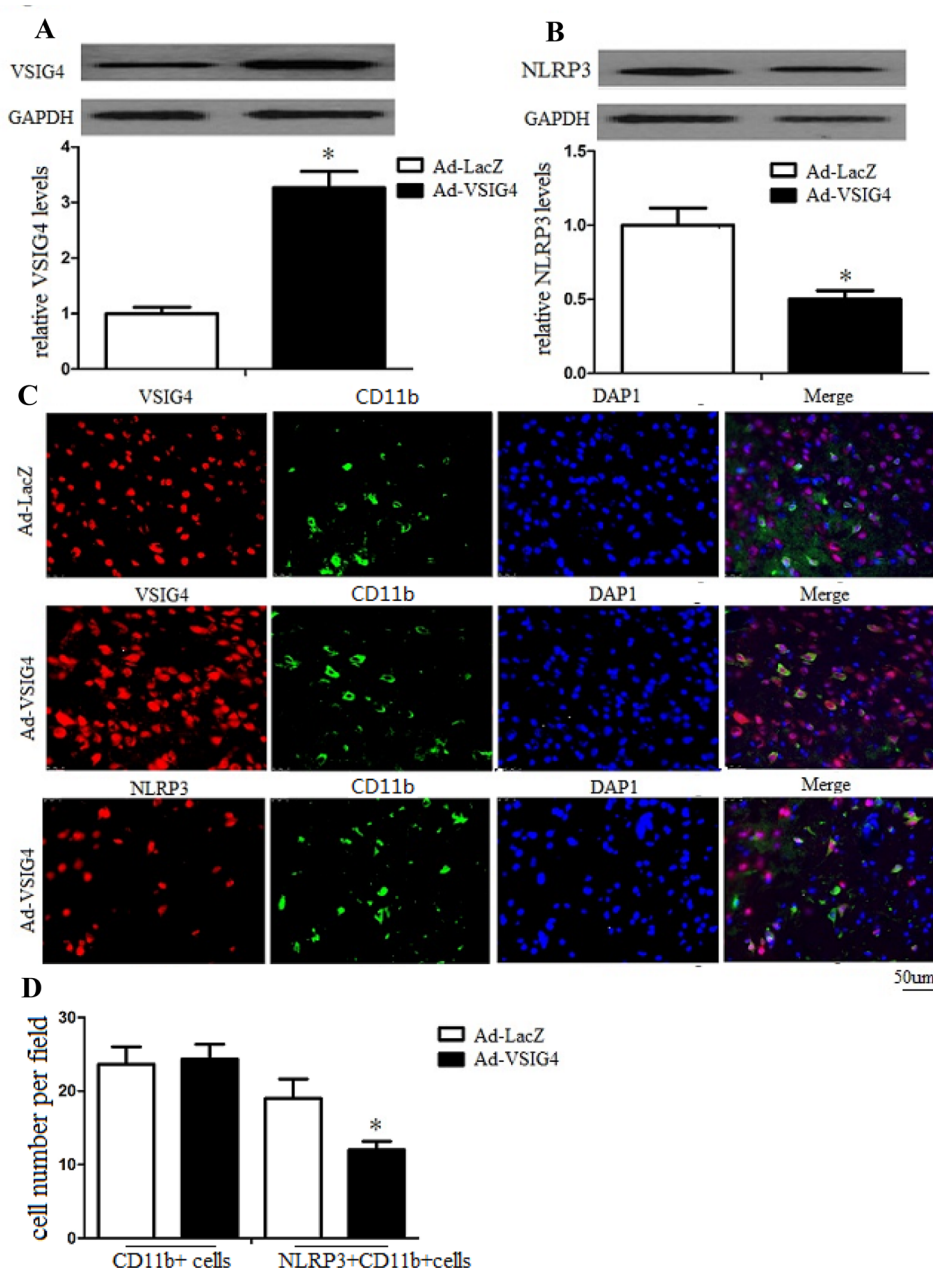 A
VSIG4
GAPDH
relative VSIG4 levels
4
3
2
1
0
*
Ad-LacZ
Ad-VSIG4
B
NLRP3
GAPDH
relative NLRP3 levels
1.5
1.0
0.5
0.0
*
Ad-LacZ
Ad-VSIG4
C
VSIG4 CD11b DAP1 Merge
Ad-LacZ
VSIG4 CD11b DAP1 Merge
Ad-VSIG4
NLRP3 CD11b DAP1 Merge
Ad-VSIG4
50um
D
cell number per field
30
20
10
0
*
Ad-LacZ
Ad-VSIG4
CD11b+ cells NLRP3+CD11b+cells